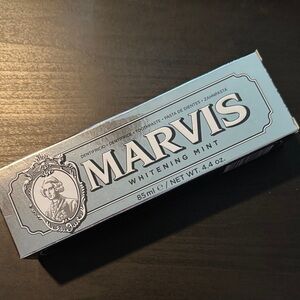 DENTIFRICIO • DENTIFRICE • TOOTHPASTE • PASTA DE DIENTES • ZAHNPASTA
MARVIS
WHITENING MINT
85ml ℮ / NET WT. 4.4 oz.